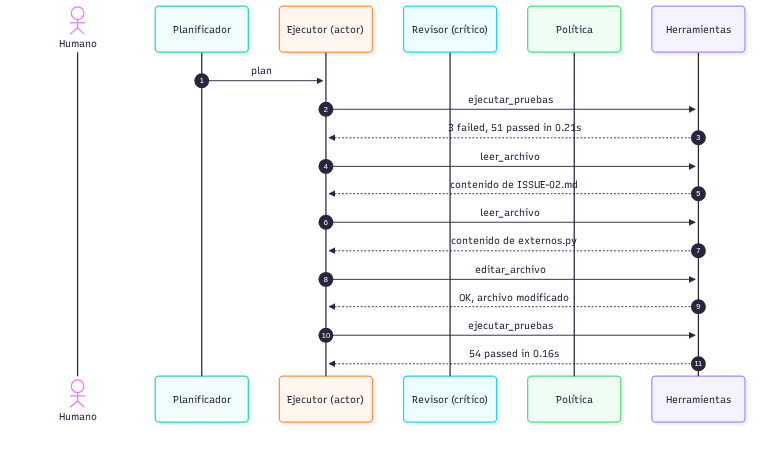 Humano
Planificador
Ejecutor (actor)
Revisor (crítico)
Política
Herramientas
1
plan
2
ejecutar_pruebas
3 failed, 51 passed in 0.21s
3
4
leer_archivo
contenido de ISSUE-02.md
5
6
leer_archivo
contenido de externos.py
7
8
editar_archivo
OK, archivo modificado
9
10
ejecutar_pruebas
54 passed in 0.16s
11
Humano
Planificador
Ejecutor (actor)
Revisor (crítico)
Política
Herramientas